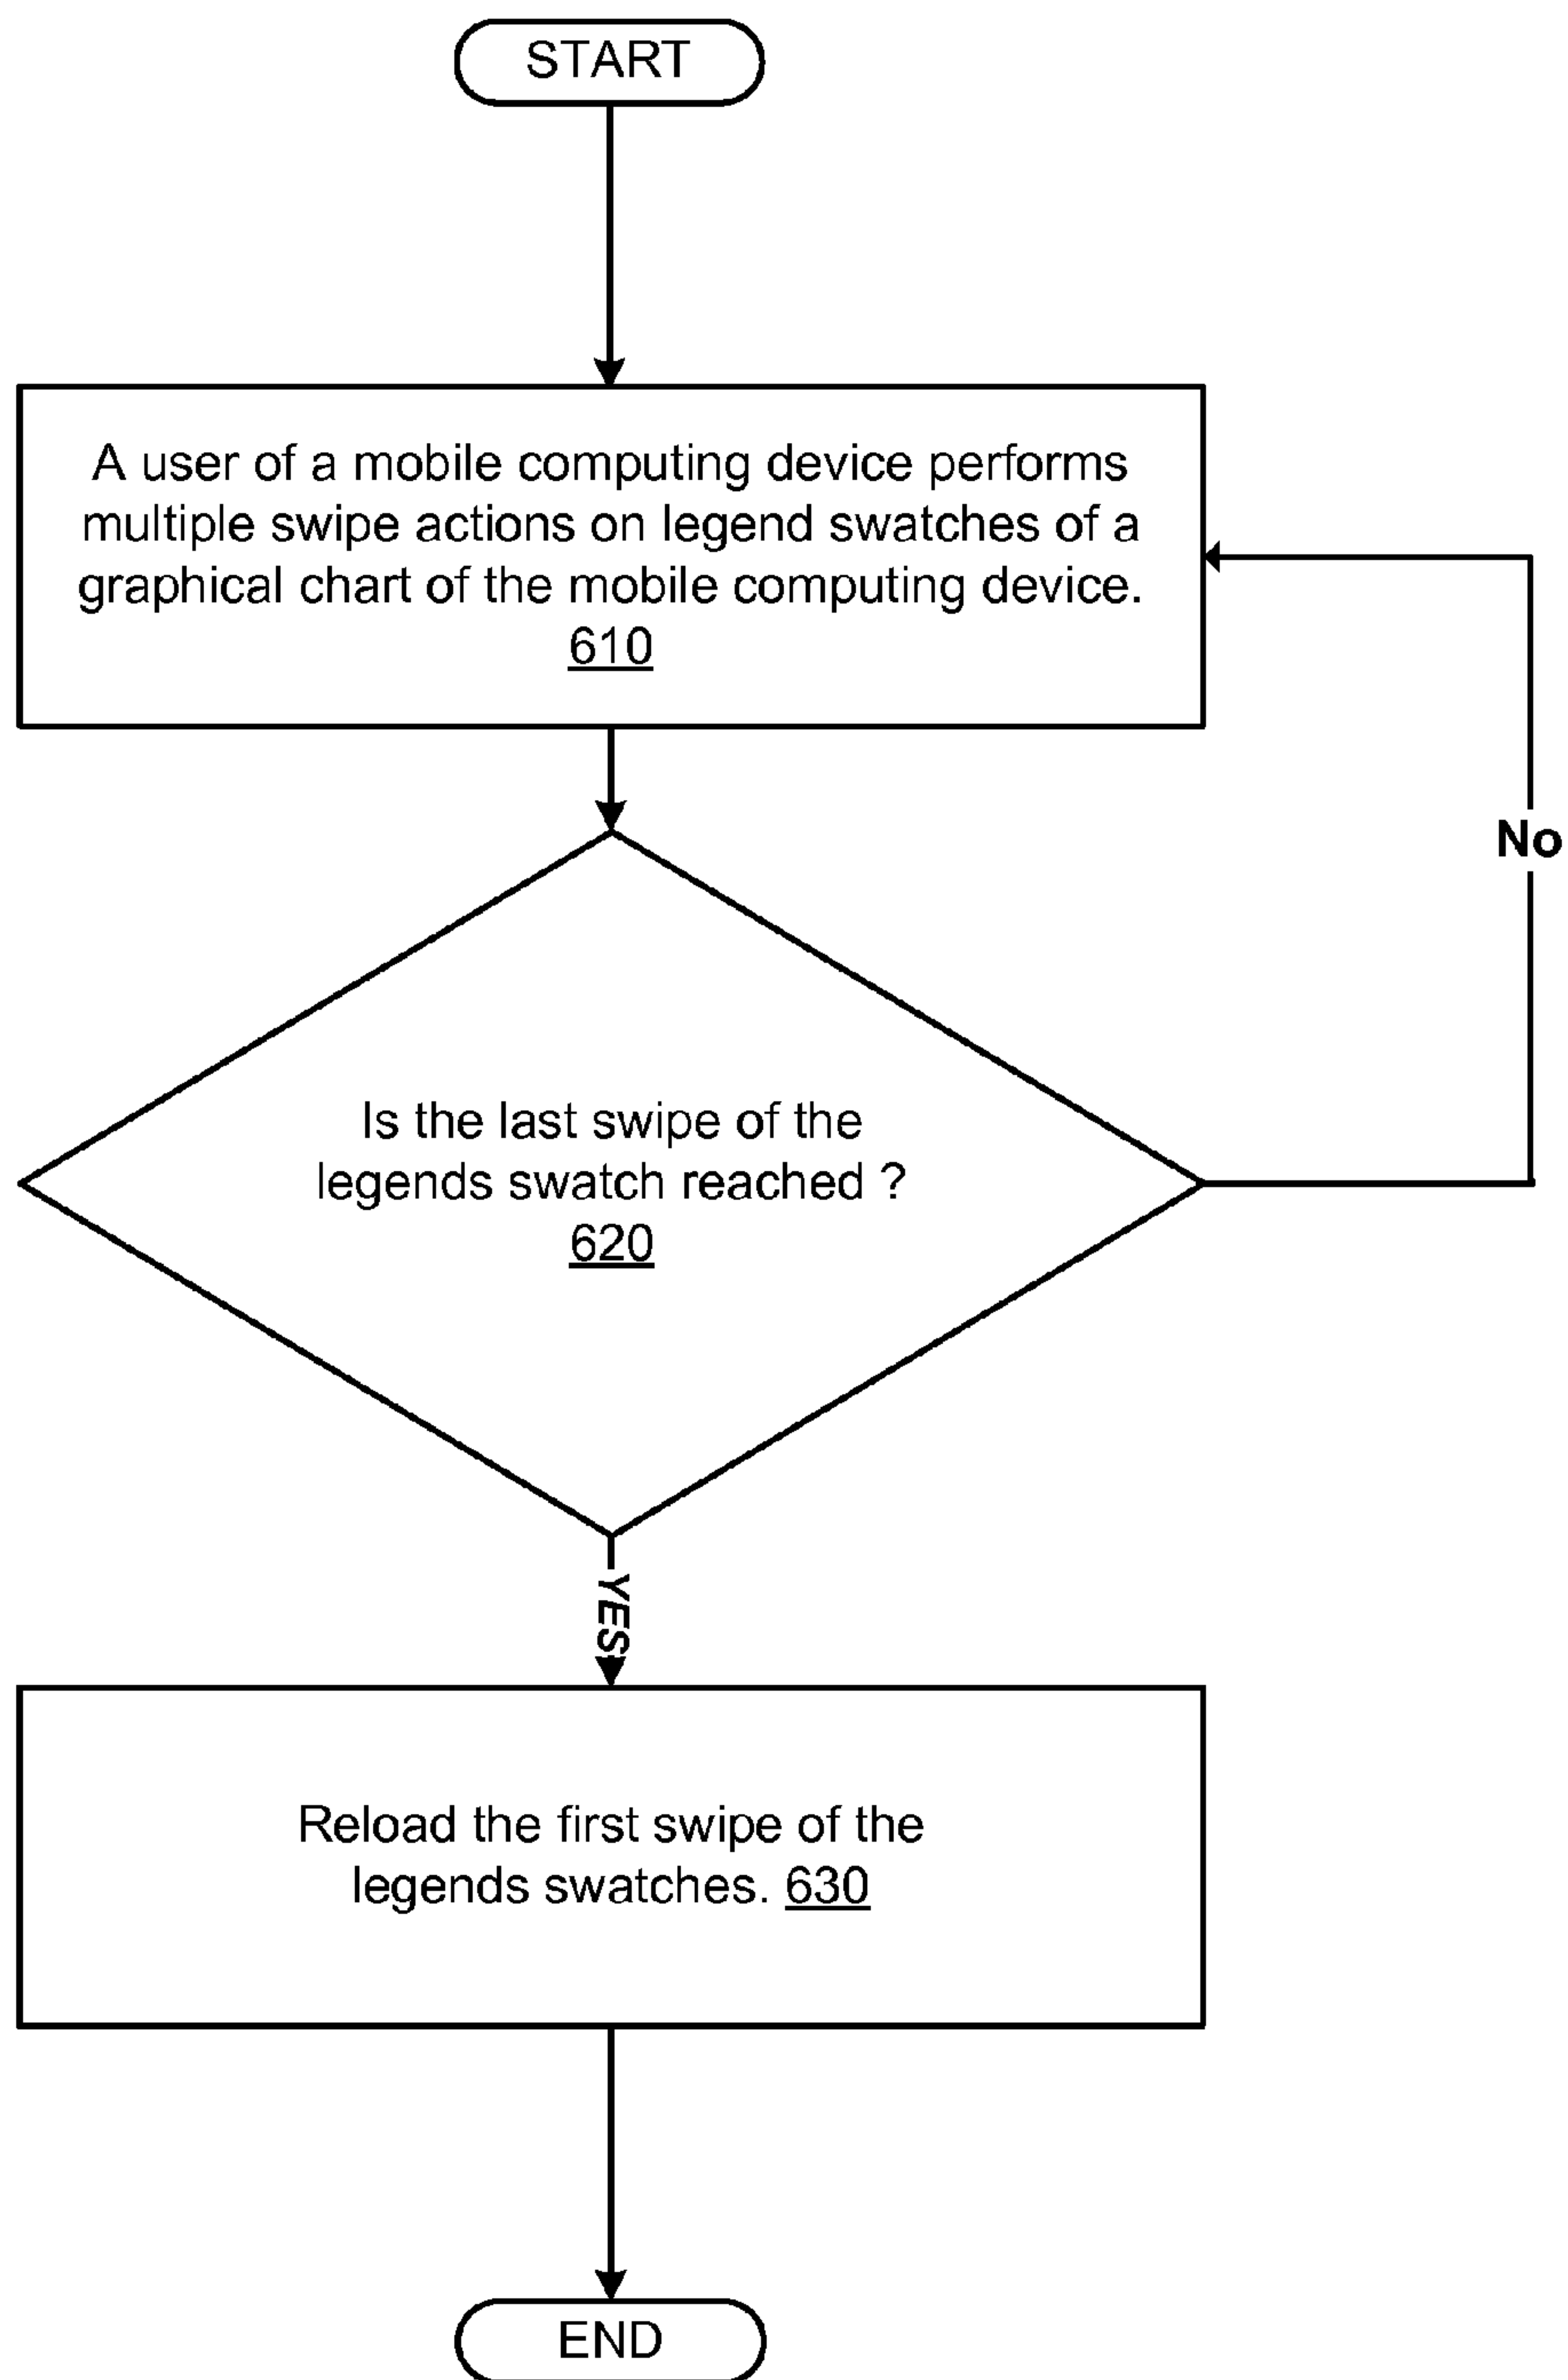 START
A user of a mobile computing device performs
multiple swipe actions on legend swatches of a
graphical chart of the mobile computing device.
610
No
Is the last swipe of the
legends swatch reached ?
620
YES
Reload the first swipe of the
legends swatches. 630
END